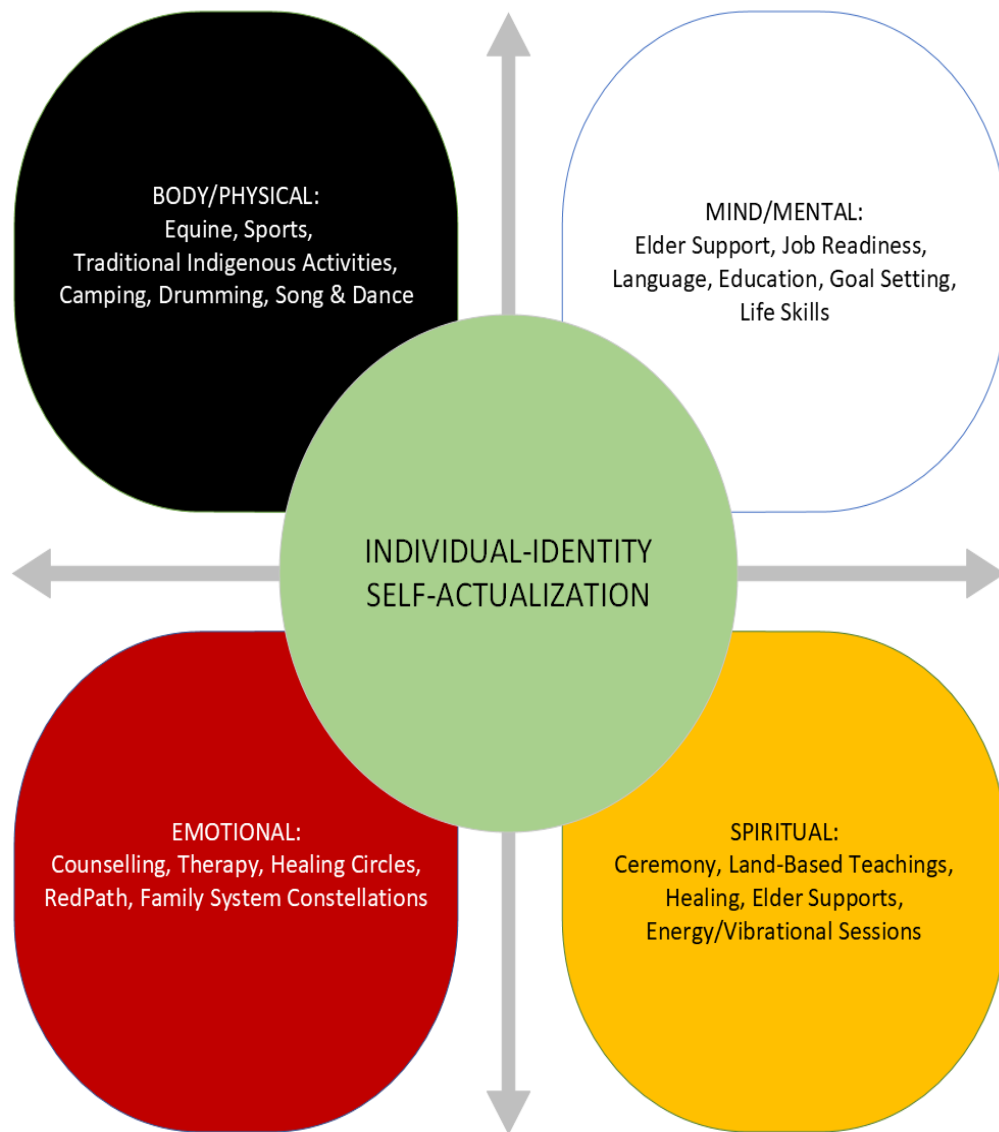 BODY/PHYSICAL:
Equine, Sports,
Traditional Indigenous Activities,
Camping, Drumming, Song & Dance
MIND/MENTAL:
Elder Support, Job Readiness,
Language, Education, Goal Setting,
Life Skills
INDIVIDUAL-IDENTITY
SELF-ACTUALIZATION
EMOTIONAL:
Counselling, Therapy, Healing Circles,
RedPath, Family System Constellations
SPIRITUAL:
Ceremony, Land-Based Teachings,
Healing, Elder Supports,
Energy/Vibrational Sessions